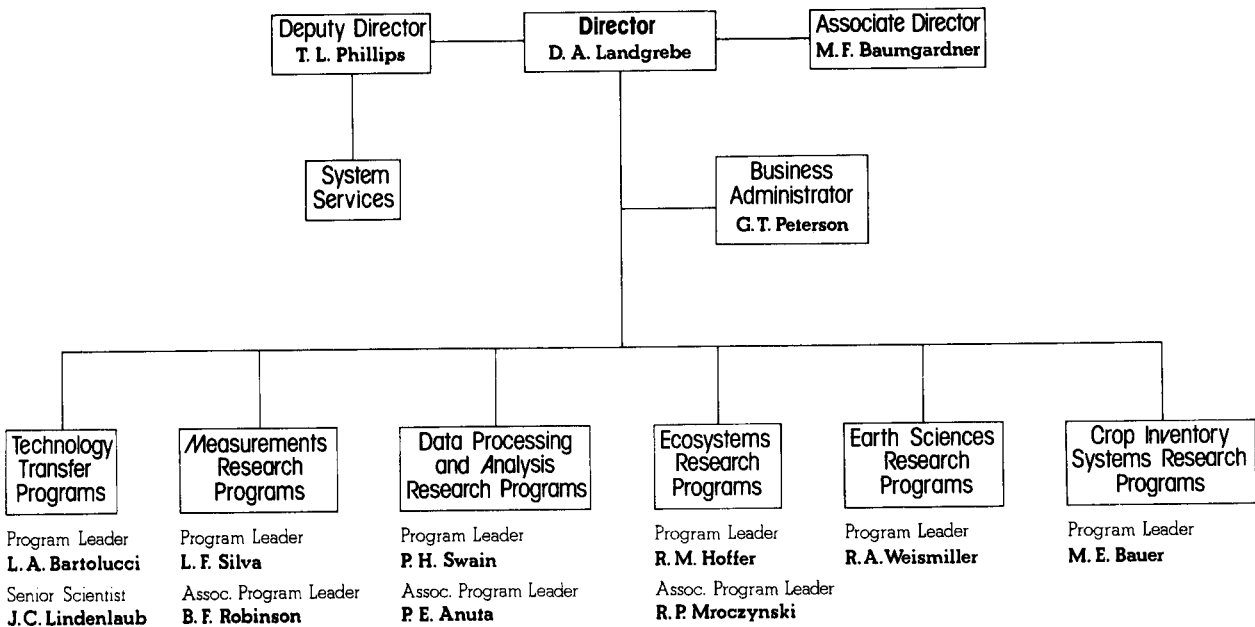 Deputy Director
T. L. Phillips
Director
D. A. Landgrebe
Associate Director
M. F. Baumgardner
System
Services
Business
Administrator
G. T. Peterson
Technology
Transfer
Programs
Program Leader
L. A. Bartolucci
Senior Scientist
J. C. Lindenlaub
Measurements
Research
Programs
Program Leader
L. F. Silva
Assoc. Program Leader
B. F. Robinson
Data Processing
and Analysis
Research Programs
Program Leader
P. H. Swain
Assoc. Program Leader
P. E. Anuta
Ecosystems
Research
Programs
Program Leader
R. M. Hoffer
Assoc. Program Leader
R. P. Mroczynski
Earth Sciences
Research
Programs
Program Leader
R. A. Weismiller
Crop Inventory
Systems Research
Programs
Program Leader
M. E. Bauer